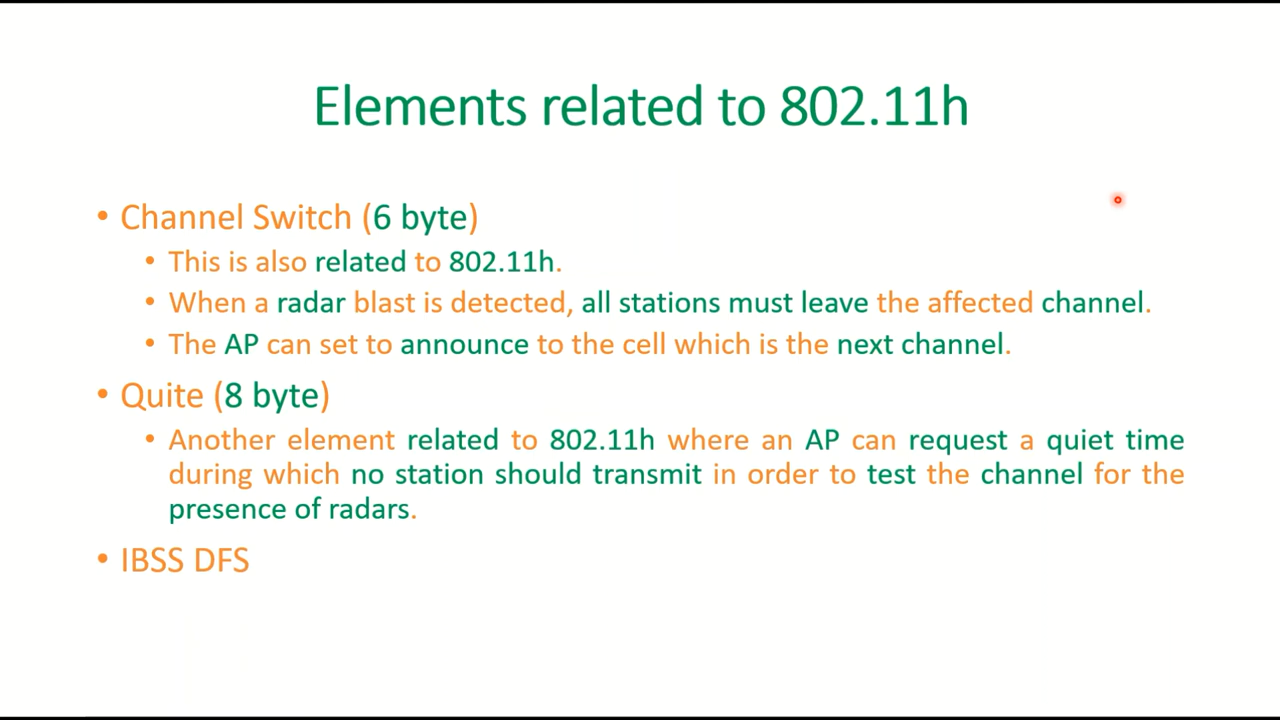 Elements related to 802.11h
• Channel Switch (6 byte)
• This is also related to 802.11h.
• When a radar blast is detected, all stations must leave the affected channel.
• The AP can set to announce to the cell which is the next channel.
• Quite (8 byte)
• Another element related to 802.11h where an AP can request a quiet time
during which no station should transmit in order to test the channel for the
presence of radars.
• IBSS DFS